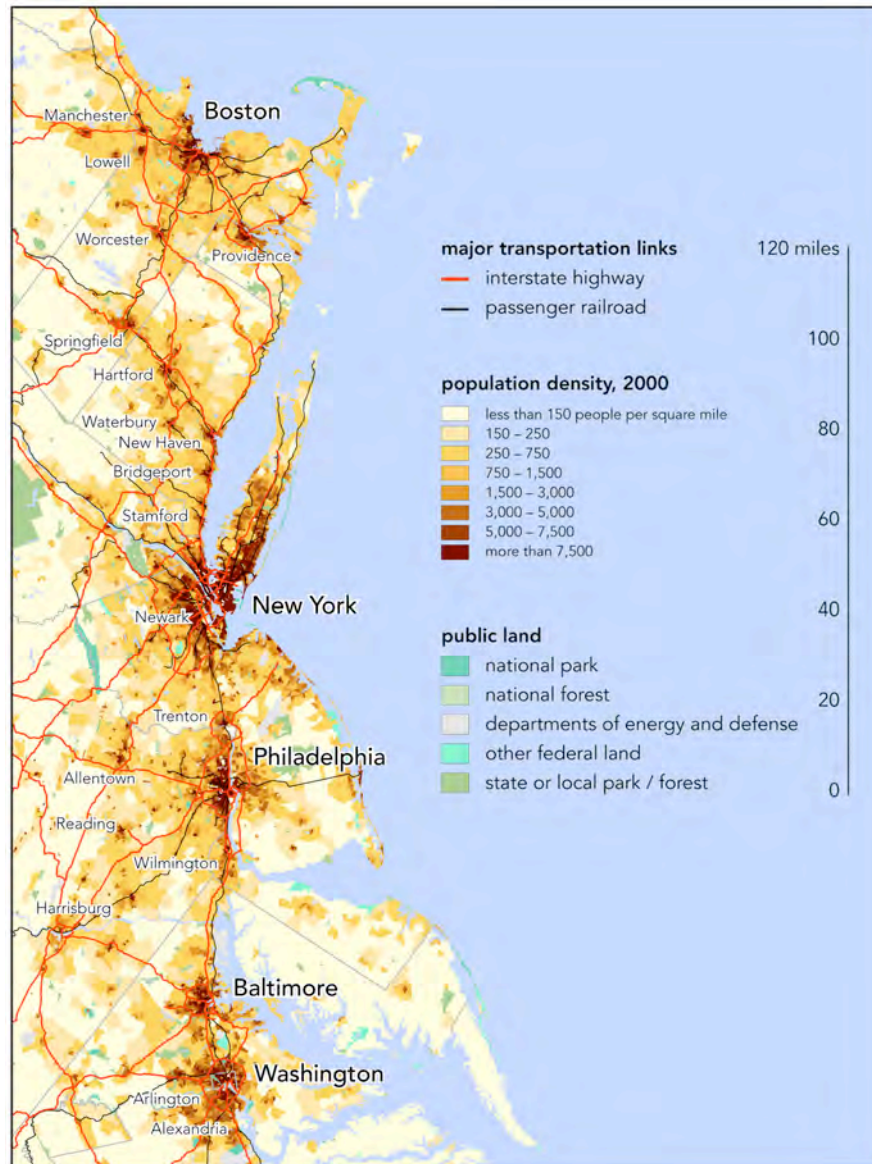 Boston
Manchester
Lowell
Worcester
Providence
Springfield
Hartford
Waterbury
New Haven
Bridgeport
Stamford
New York
Newark
Trenton
Philadelphia
Allentown
Reading
Wilmington
Harrisburg
Baltimore
Washington
Arlington
Alexandria
major transportation links
interstate highway
passenger railroad
population density, 2000
less than 150 people per square mile
150 – 250
250 – 750
750 – 1,500
1,500 – 3,000
3,000 – 5,000
5,000 – 7,500
more than 7,500
public land
national park
national forest
departments of energy and defense
other federal land
state or local park / forest
120 miles
100
80
60
40
20
0